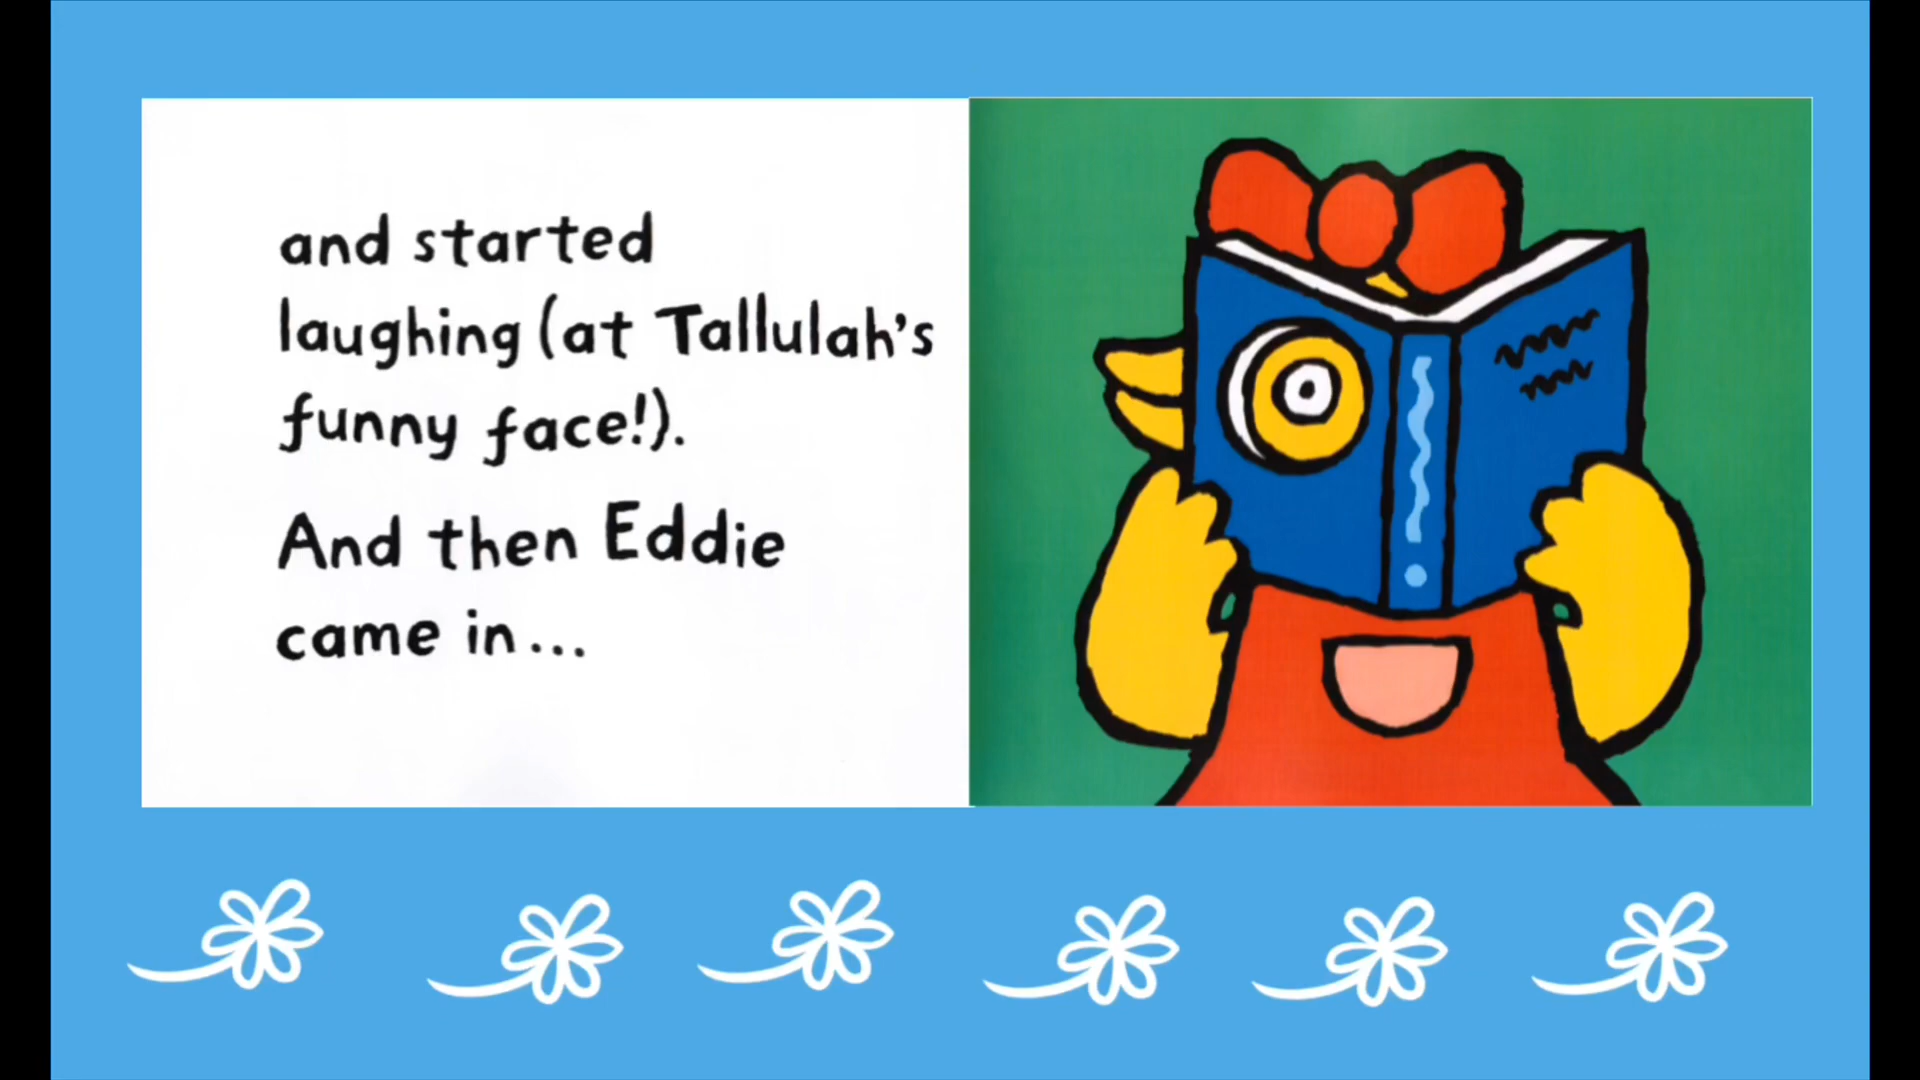 and started
laughing (at Tallulah's
funny face!).
And then Eddie
came in...